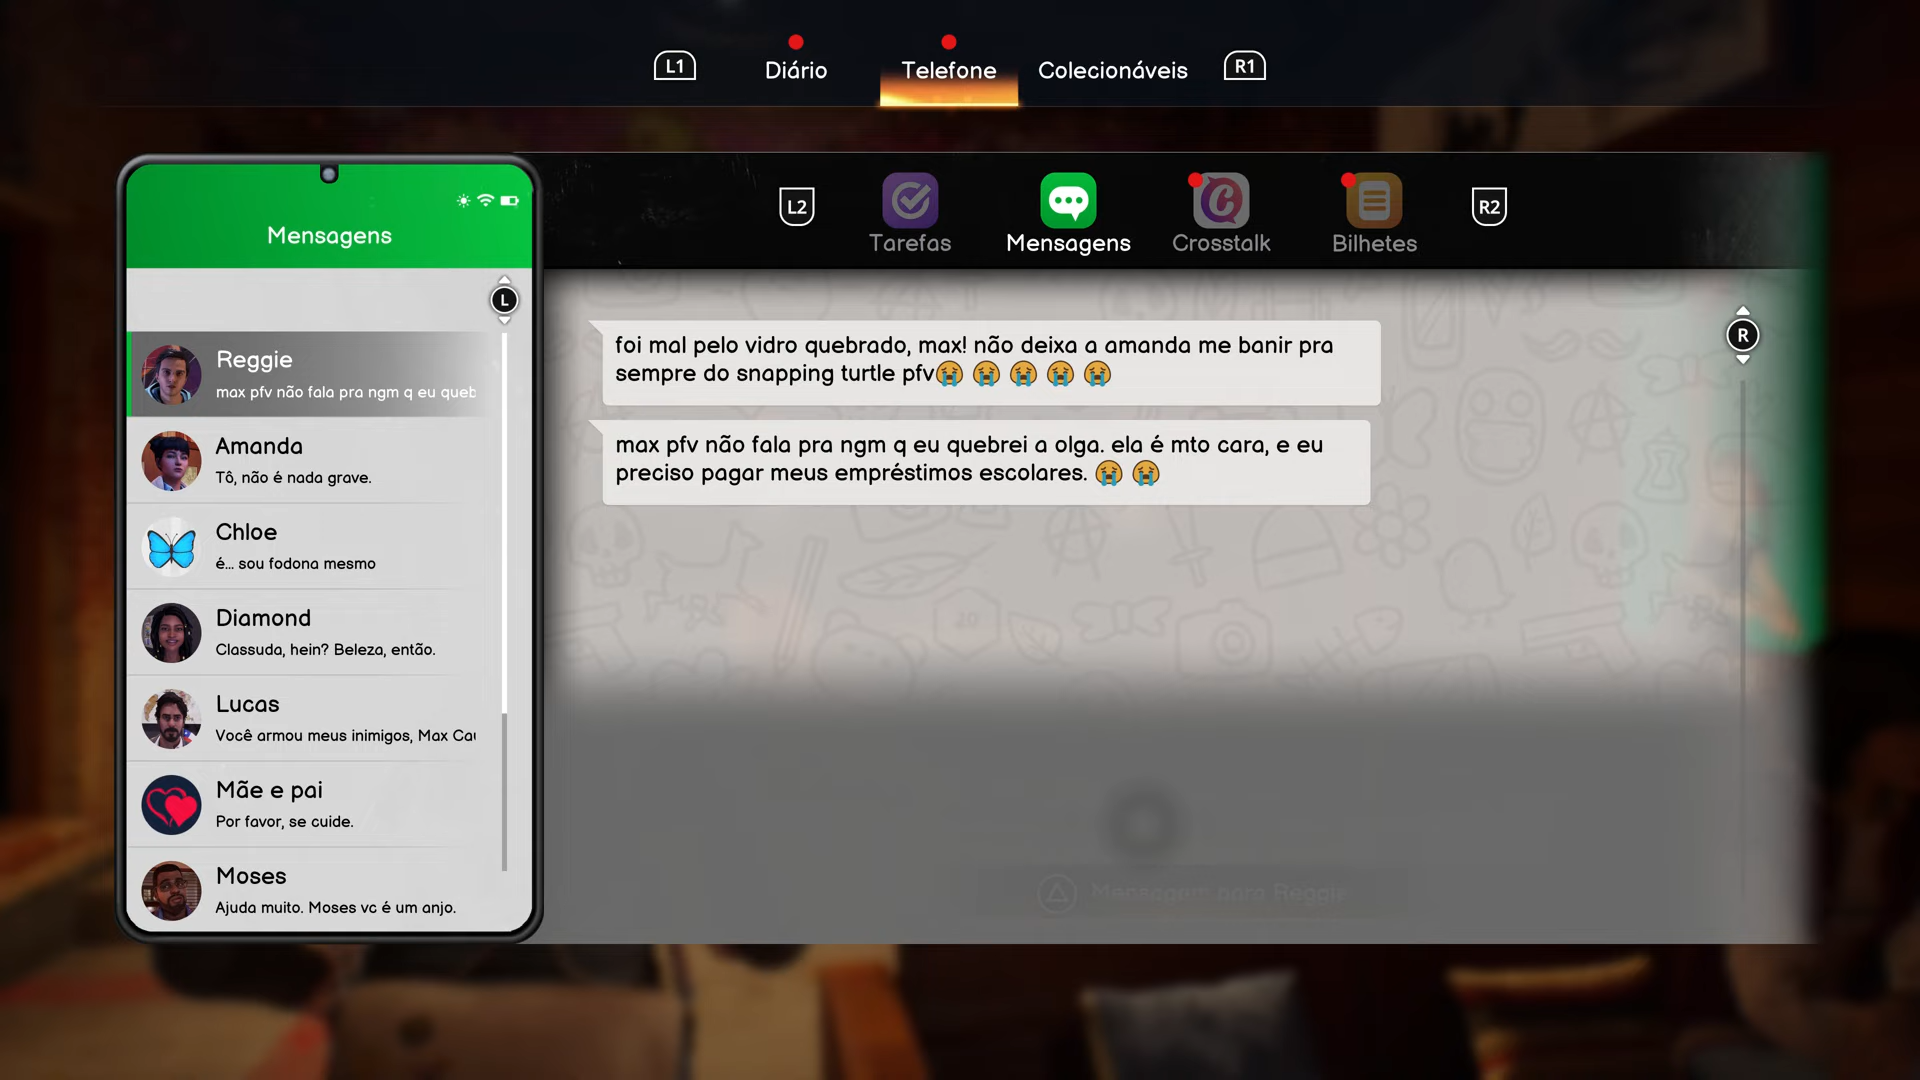 L1
Diário
Telefone
Colecionáveis
R1
Mensagens
L2
Tarefas
Mensagens
Crosstalk
Bilhetes
R2
L
Reggie
max pfv não fala pra ngm q eu queb
Amanda
Tô, não é nada grave.
Chloe
é... sou fodona mesmo
Diamond
Classuda, hein? Beleza, então.
Lucas
Você armou meus inimigos, Max Cau
Mãe e pai
Por favor, se cuide.
Moses
Ajuda muito. Moses vc é um anjo.
foi mal pelo vidro quebrado, max! não deixa a amanda me banir pra
sempre do snapping turtle pfv😭 😭 😭 😭 😭
max pfv não fala pra ngm q eu quebrei a olga. ela é mto cara, e eu
preciso pagar meus empréstimos escolares. 😭 😭
R
Mensagem para Reggie